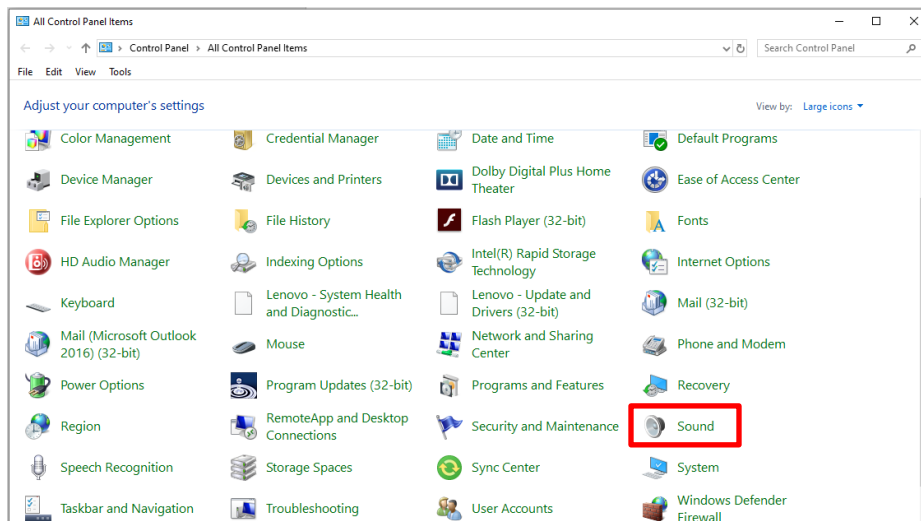 All Control Panel Items
Control Panel > All Control Panel Items
Search Control Panel
File Edit View Tools
Adjust your computer's settings
View by: Large icons
Color Management
Credential Manager
Date and Time
Default Programs
Device Manager
Devices and Printers
Dolby Digital Plus Home
Theater
Ease of Access Center
File Explorer Options
File History
Flash Player (32-bit)
Fonts
HD Audio Manager
Indexing Options
Intel(R) Rapid Storage
Technology
Internet Options
Keyboard
Lenovo - System Health
and Diagnostic...
Lenovo - Update and
Drivers (32-bit)
Mail (32-bit)
Mail (Microsoft Outlook
2016) (32-bit)
Mouse
Network and Sharing
Center
Phone and Modem
Power Options
Program Updates (32-bit)
Programs and Features
Recovery
Region
RemoteApp and Desktop
Connections
Security and Maintenance
Sound
Speech Recognition
Storage Spaces
Sync Center
System
Taskbar and Navigation
Troubleshooting
User Accounts
Windows Defender
Firewall